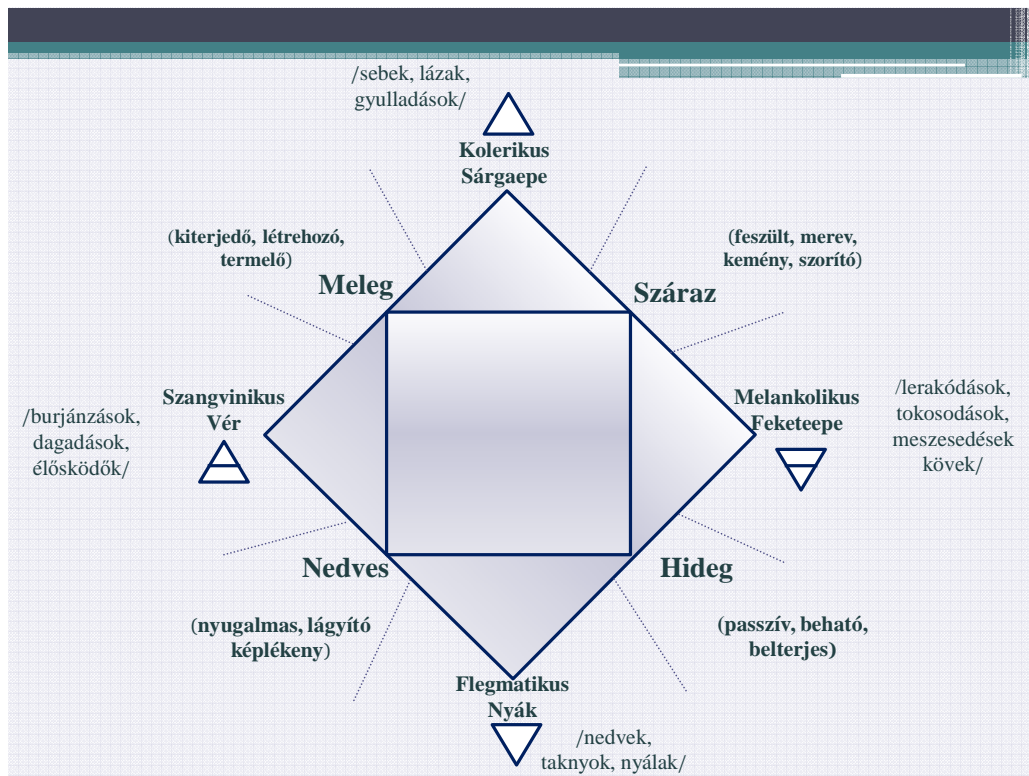 /sebek, lázak,
gyulladások/
Kolerikus
Sárgaepe
(kiterjedő, létrehozó,
termelő)
(feszült, merev,
kemény, szorító)
Meleg
Száraz
Szangvinikus
Vér
/burjánzások,
dagadások,
élősködők/
Melankolikus
Feketeepe
/lerakódások,
tokosodások,
meszesedések
kövek/
Nedves
Hideg
(nyugalmas, lágyító
képlékeny)
(passzív, beható,
belterjes)
Flegmatikus
Nyák
/nedvek,
taknyok, nyálak/